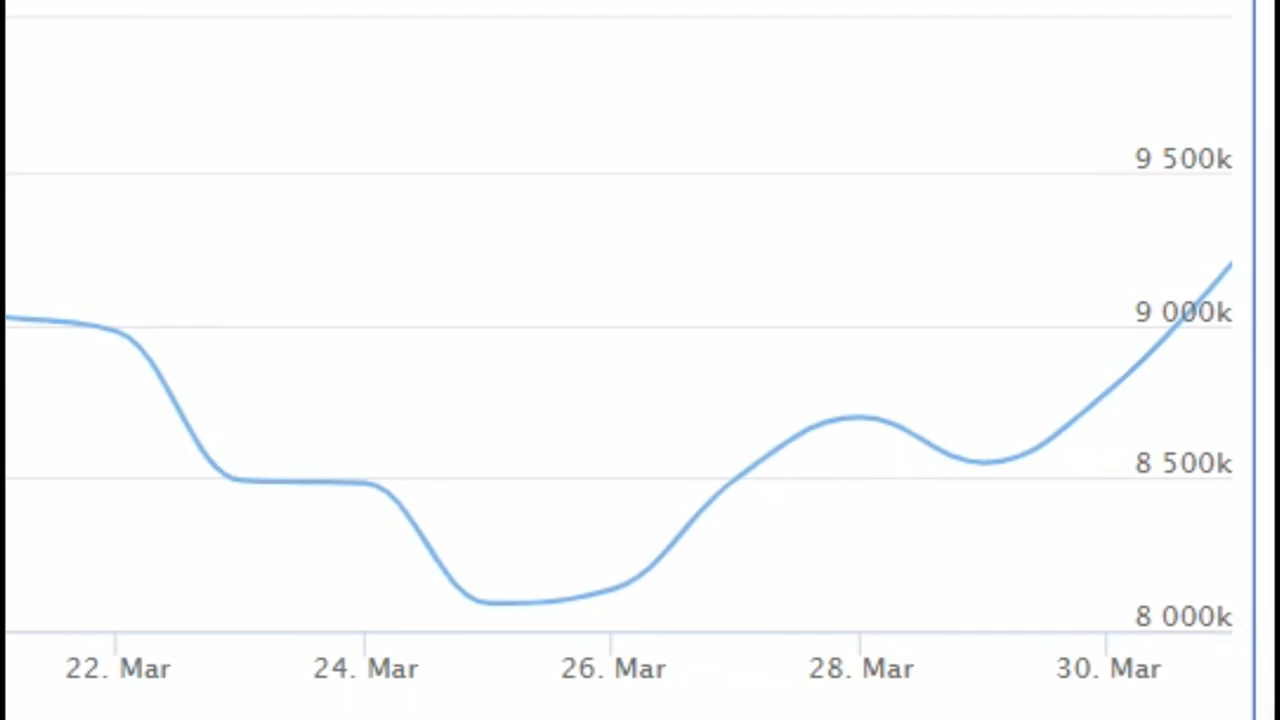 9 500k
9 000k
8 500k
8 000k
22. Mar 24. Mar 26. Mar 28. Mar 30. Mar